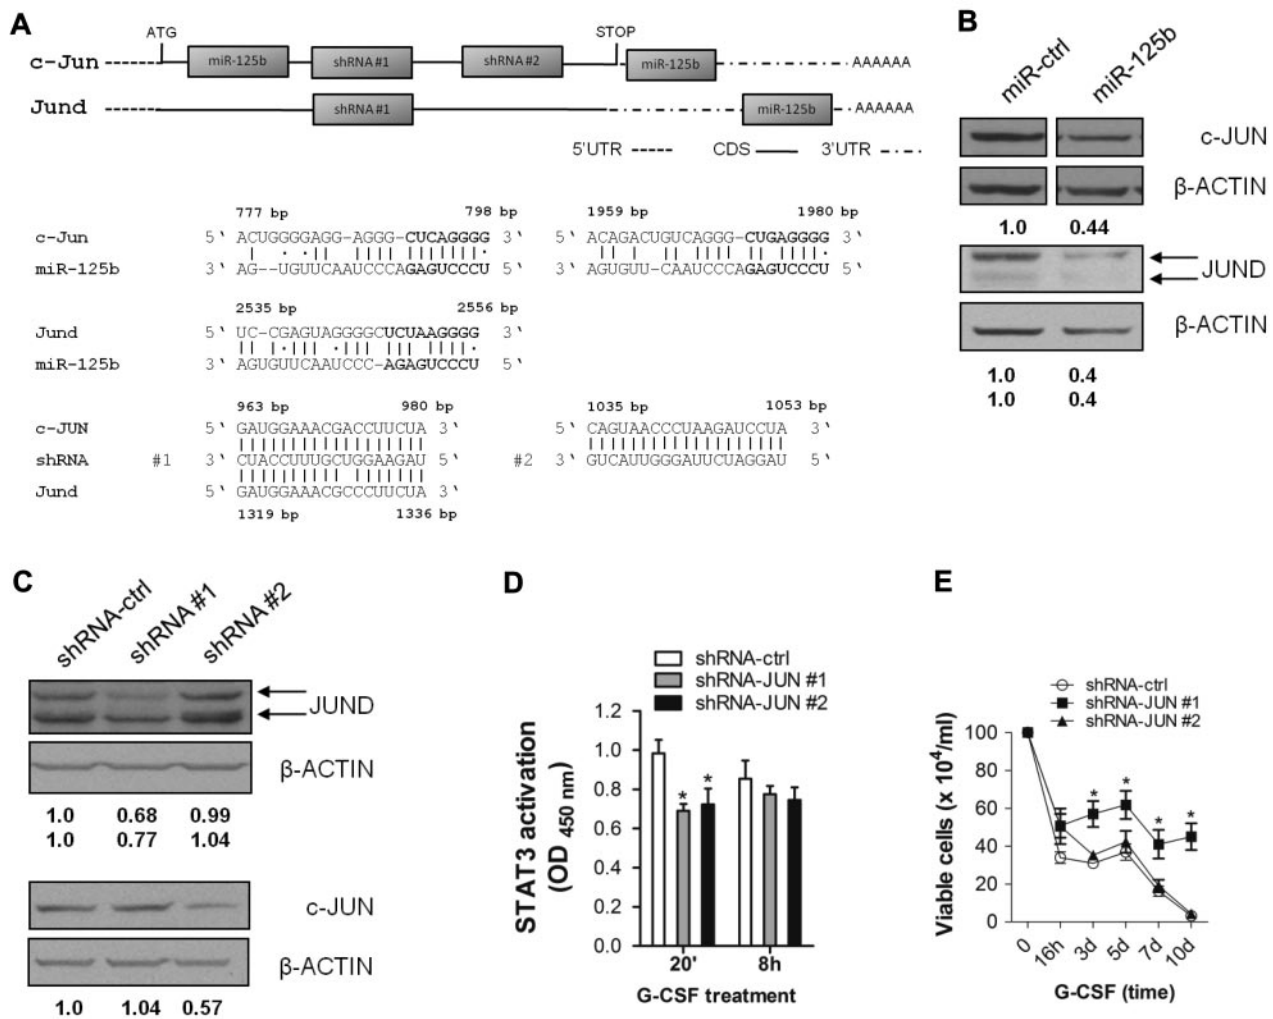 A
ATG STOP
c-Jun miR-125b shRNA#1 shRNA#2 miR-125b AAAAAA
Jund shRNA#1 miR-125b AAAAAA
5'UTR CDS 3'UTR
777 bp 798 bp 1959 bp 1980 bp
c-Jun 5‵ ACUGGGGAGG-AGGG-CUCAGGGG 3‵ 5‵ ACAGACUGUCAGGG-CUGAGGGG 3‵
miR-125b 3‵ AG--UGUUCAAUCCCAGAGUCCCU 5‵ 3‵ AGUGUU-CAAUCCCAGAGUCCCU 5‵
2535 bp 2556 bp
Jund 5‵ UC-CGAGUAGGGGCUCUAAGGGG 3‵
miR-125b 3‵ AGUGUUCAAUCCC-AGAGUCCCU 5‵
963 bp 980 bp 1035 bp 1053 bp
c-JUN 5‵ GAUGGAAACGACCUUCUA 3‵ 5‵ CAGUAACCCUAAGAUCCUA 3‵
shRNA #1 3‵ CUACCUUUGCUGGAAGAU 5‵ #2 3‵ GUCAUUGGGAUUCUAGGAU 5‵
Jund 5‵ GAUGGAAACGCCCUUCUA 3‵
1319 bp 1336 bp
B
miR-ctrl miR-125b
c-JUN
β-ACTIN
1.0 0.44
JUND
β-ACTIN
1.0 0.4
1.0 0.4
C
shRNA-ctrl shRNA#1 shRNA#2
JUND
β-ACTIN
1.0 0.68 0.99
1.0 0.77 1.04
c-JUN
β-ACTIN
1.0 1.04 0.57
D
shRNA-ctrl
shRNA-JUN #1
shRNA-JUN #2
STAT3 activation
(OD 450 nm)
1.2
1.0
0.8
0.6
0.4
0.2
0.0
* *
20' 8h
G-CSF treatment
E
shRNA-ctrl
shRNA-JUN #1
shRNA-JUN #2
Viable cells (x 10⁴/ml)
100
80
60
40
20
0
* * * *
0 16h 3d 5d 7d 10d
G-CSF (time)